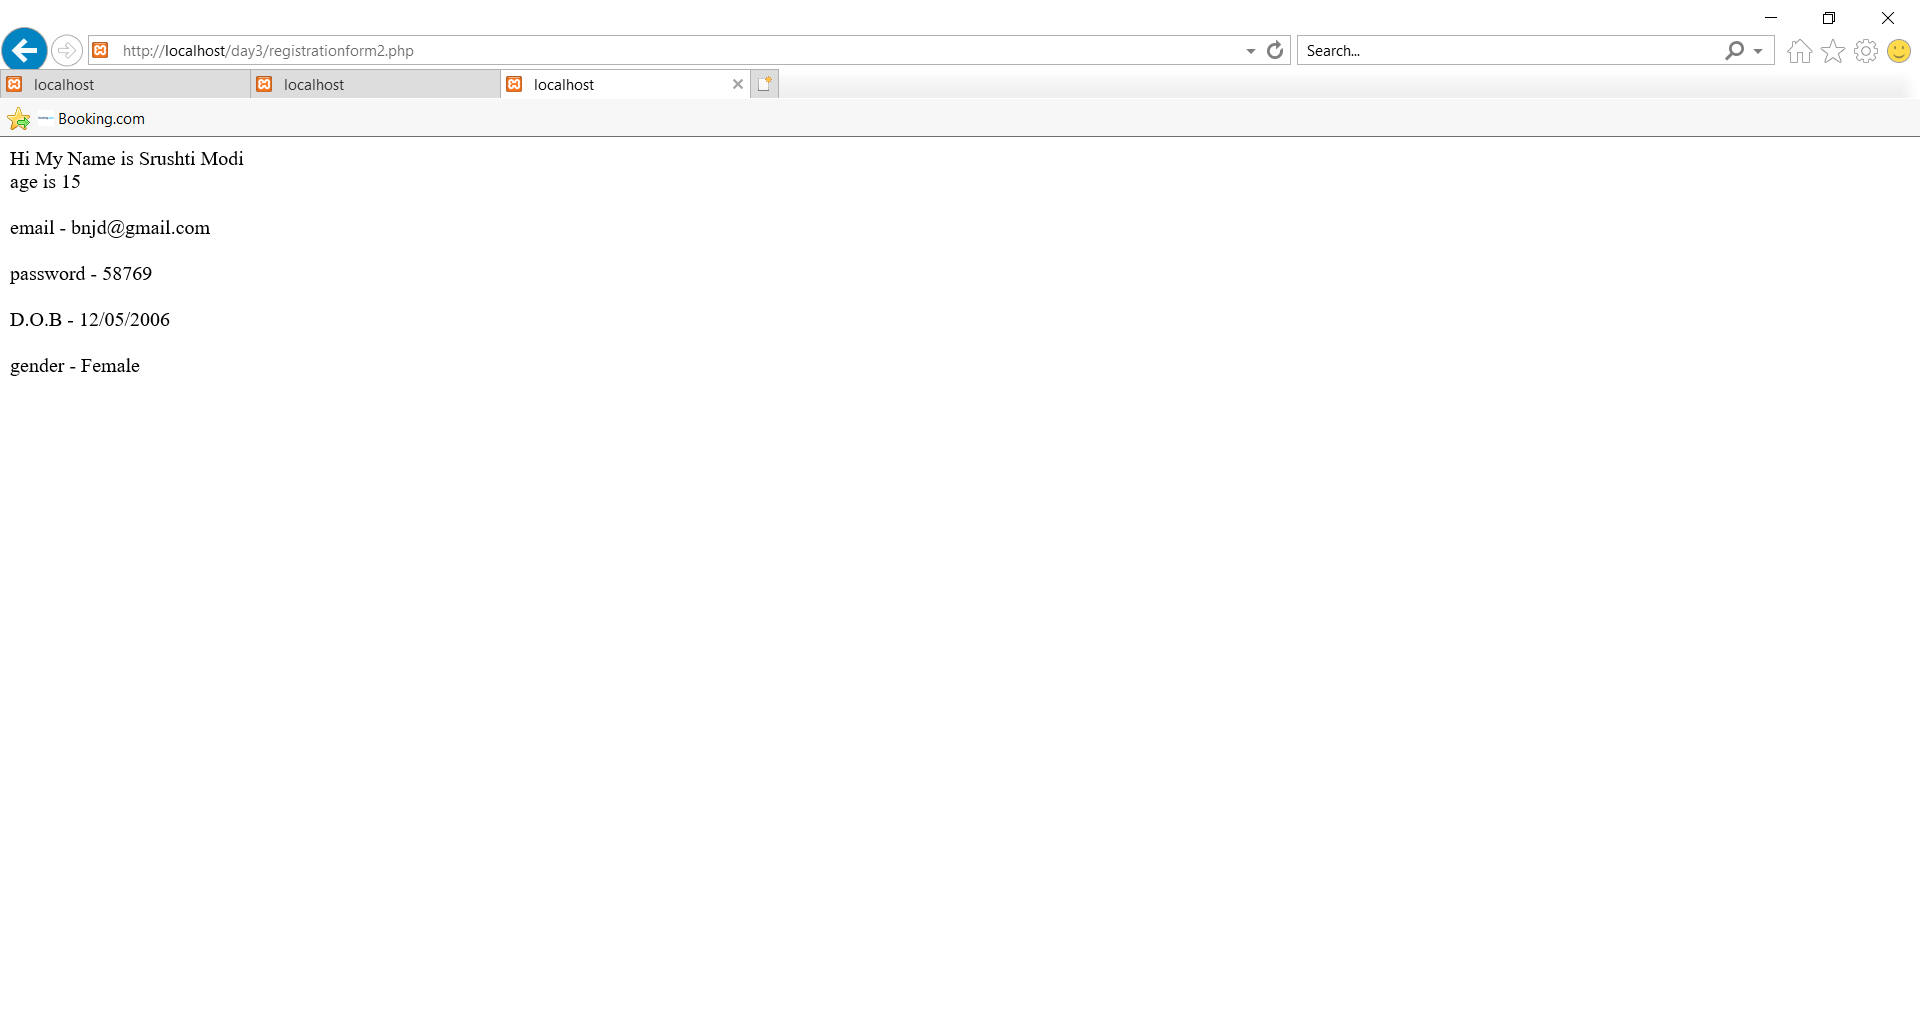 http://localhost/day3/registrationform2.php
Search...
localhost
localhost
localhost
Booking.com
Hi My Name is Srushti Modi
age is 15
email - bnjd@gmail.com
password - 58769
D.O.B - 12/05/2006
gender - Female